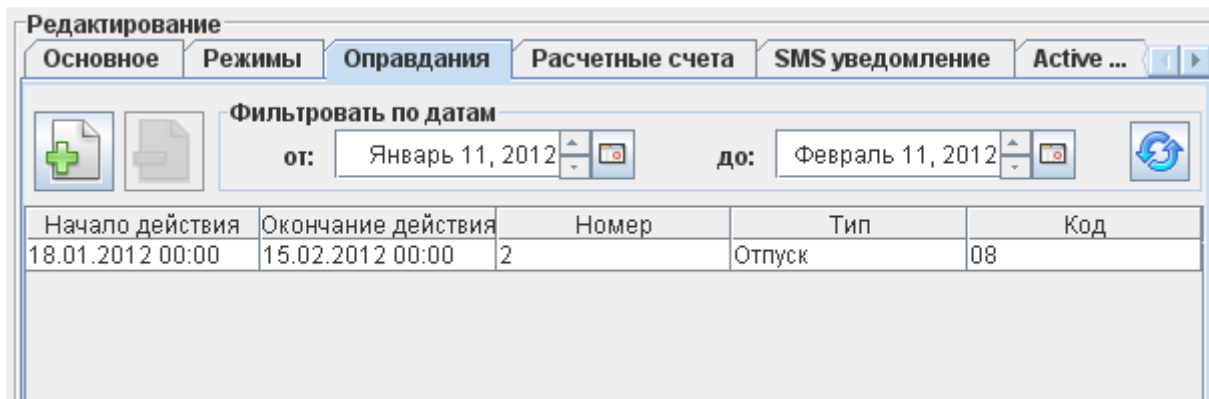 Редактирование
Основное Режимы Оправдания Расчетные счета SMS уведомление Active ...
Фильтровать по датам
от: Январь 11, 2012 до: Февраль 11, 2012
Начало действия Окончание действия Номер Тип Код
18.01.2012 00:00 15.02.2012 00:00 2 Отпуск 08